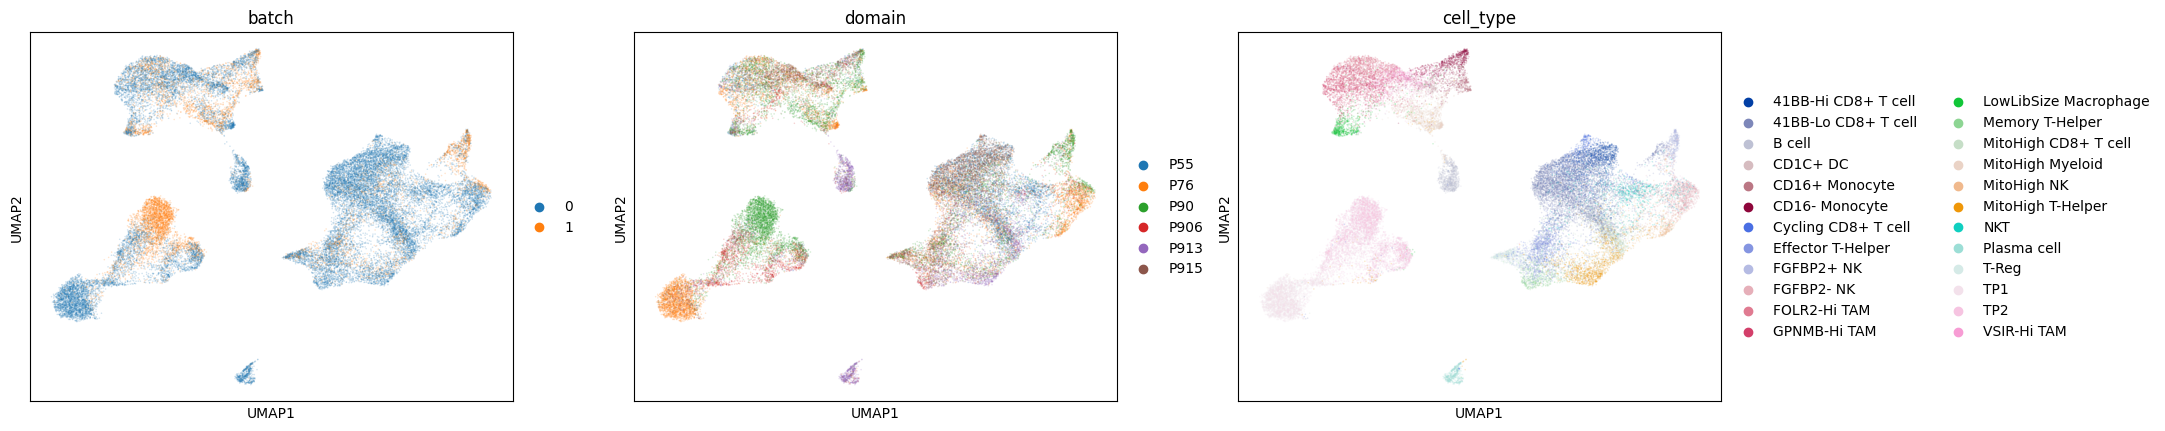 batch
UMAP2
UMAP1
0
1
domain
UMAP2
UMAP1
P55
P76
P90
P906
P913
P915
cell_type
UMAP2
UMAP1
41BB-Hi CD8+ T cell
41BB-Lo CD8+ T cell
B cell
CD1C+ DC
CD16+ Monocyte
CD16- Monocyte
Cycling CD8+ T cell
Effector T-Helper
FGFBP2+ NK
FGFBP2- NK
FOLR2-Hi TAM
GPNMB-Hi TAM
LowLibSize Macrophage
Memory T-Helper
MitoHigh CD8+ T cell
MitoHigh Myeloid
MitoHigh NK
MitoHigh T-Helper
NKT
Plasma cell
T-Reg
TP1
TP2
VSIR-Hi TAM